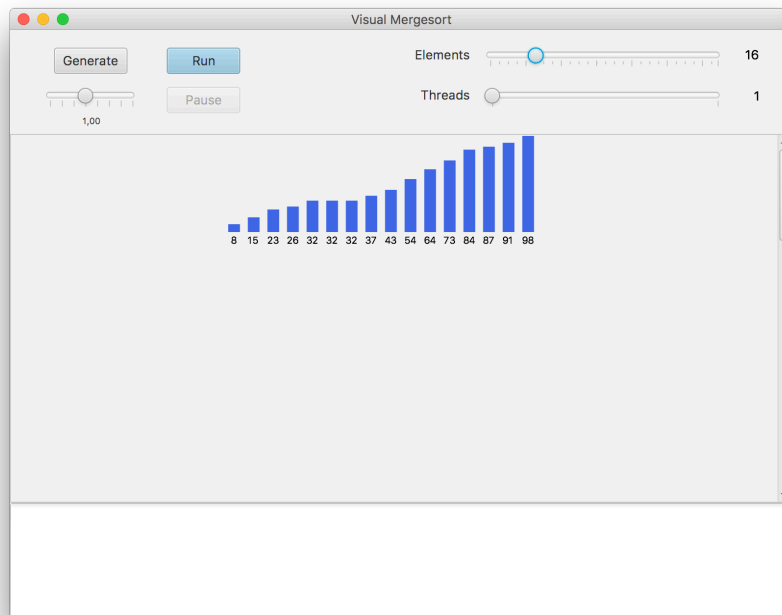 Visual Mergesort
Generate Run Elements 16
Pause Threads 1
1,00
8 15 23 26 32 32 32 37 43 54 64 73 84 87 91 98